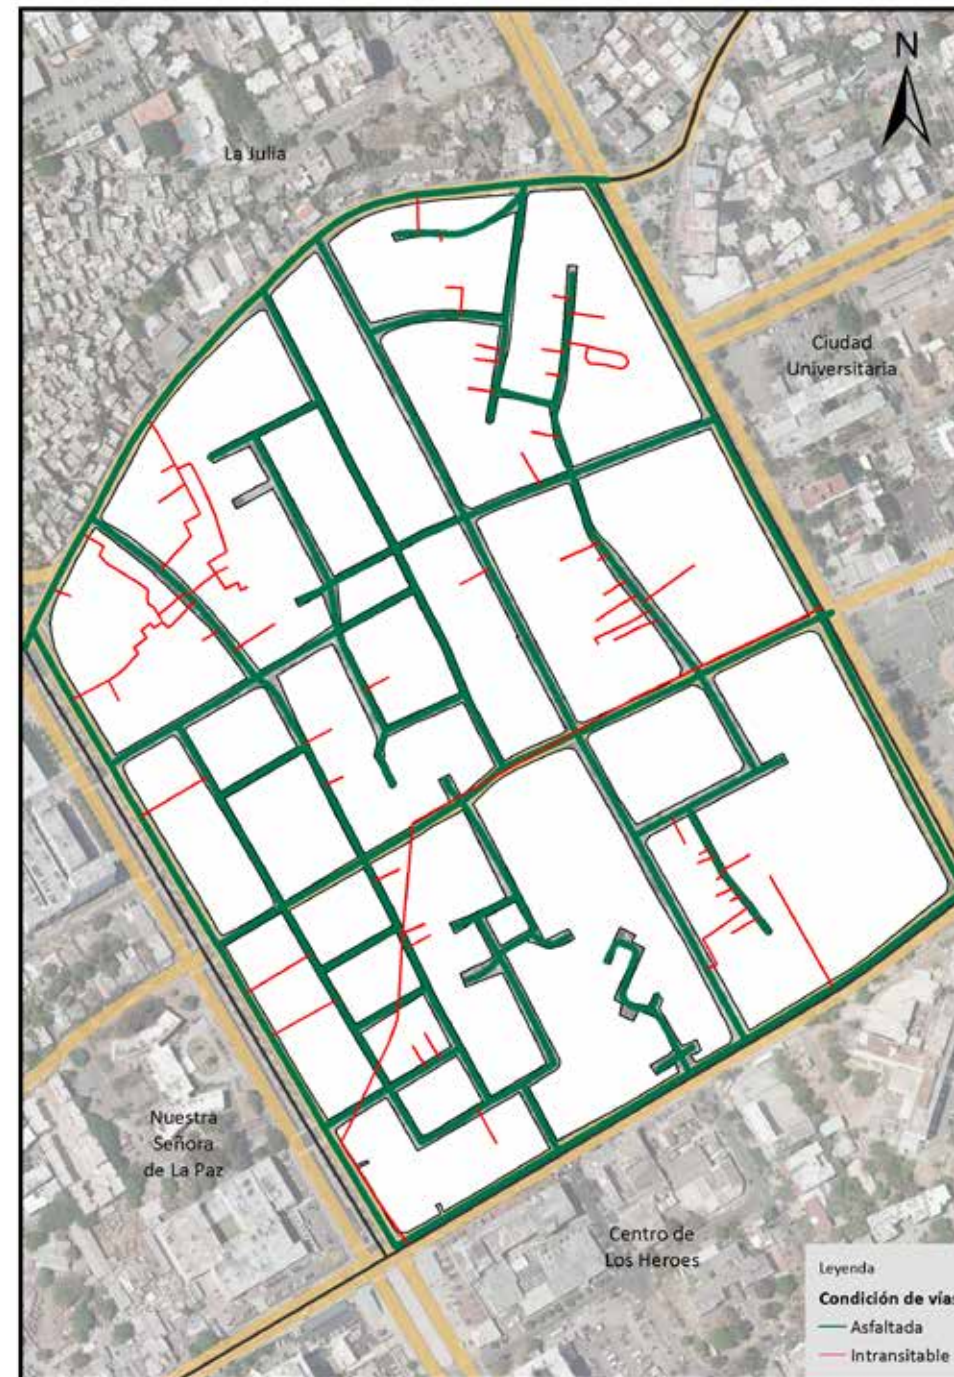 N
La Julia
Ciudad
Universitaria
Nuestra
Señora
de La Paz
Centro de
Los Heroes
Leyenda
Condición de vías
Asfaltada
Intransitable